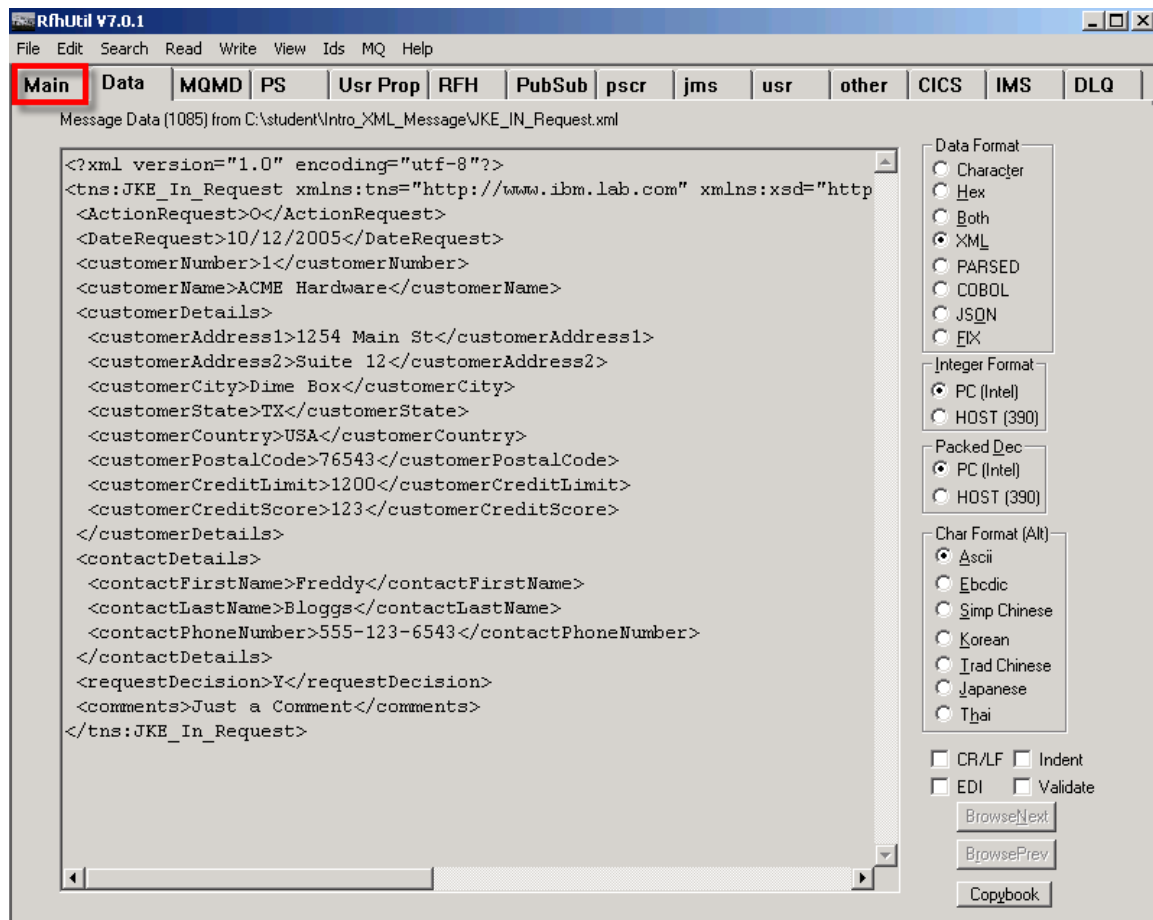 RfhUtil V7.0.1
File Edit Search Read Write View Ids MQ Help
Main Data MQMD PS Usr Prop RFH PubSub pscr jms usr other CICS IMS DLQ
Message Data (1085) from C:\student\Intro_XML_Message\JKE_IN_Request.xml
<?xml version="1.0" encoding="utf-8"?>
<tns:JKE_In_Request xmlns:tns="http://www.ibm.lab.com" xmlns:xsd="http
<ActionRequest>O</ActionRequest>
<DateRequest>10/12/2005</DateRequest>
<customerNumber>1</customerNumber>
<customerName>ACME Hardware</customerName>
<customerDetails>
<customerAddress1>1254 Main St</customerAddress1>
<customerAddress2>Suite 12</customerAddress2>
<customerCity>Dime Box</customerCity>
<customerState>TX</customerState>
<customerCountry>USA</customerCountry>
<customerPostalCode>76543</customerPostalCode>
<customerCreditLimit>1200</customerCreditLimit>
<customerCreditScore>123</customerCreditScore>
</customerDetails>
<contactDetails>
<contactFirstName>Freddy</contactFirstName>
<contactLastName>Bloggs</contactLastName>
<contactPhoneNumber>555-123-6543</contactPhoneNumber>
</contactDetails>
<requestDecision>Y</requestDecision>
<comments>Just a Comment</comments>
</tns:JKE_In_Request>
Data Format
Character
Hex
Both
XML
PARSED
COBOL
JSON
FIX
Integer Format
PC (Intel)
HOST (390)
Packed Dec
PC (Intel)
HOST (390)
Char Format (Alt)
Ascii
Ebcdic
Simp Chinese
Korean
Trad Chinese
Japanese
Thai
CR/LF Indent
EDI Validate
BrowseNext
BrowsePrev
Copybook